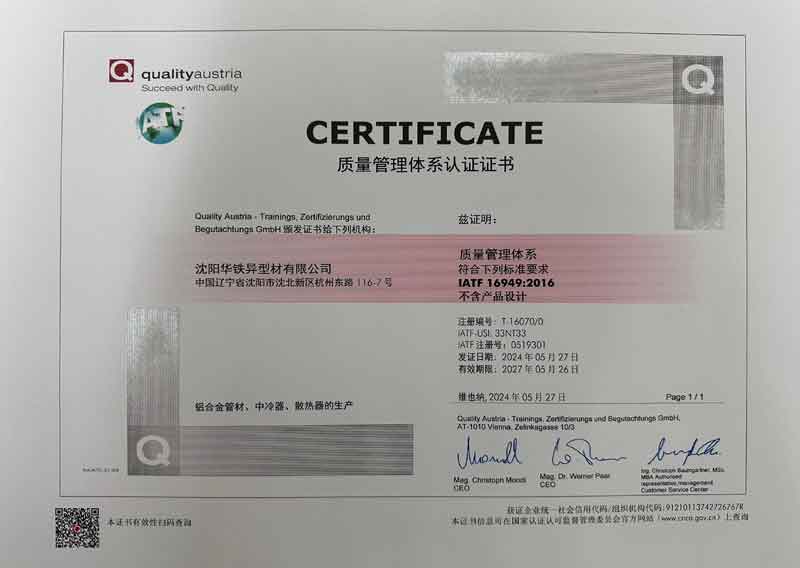 Q qualityaustria
Succeed with Quality
IATF
Q
CERTIFICATE
质量管理体系认证证书
Quality Austria - Trainings, Zertifizierungs und
Begutachtungs GmbH 颁发证书给下列机构：
沈阳华铁异型材有限公司
中国辽宁省沈阳市沈北新区杭州东路 116-7 号
铝合金管材、中冷器、散热器的生产
Q
兹证明：
质量管理体系
符合下列标准要求
IATF 16949:2016
不含产品设计
注册编号： T-16070/0
IATF-USI: 33NT33
IATF 注册号： 0519301
发证日期： 2024 年 05 月 27 日
有效期限： 2027 年 05 月 26 日
维也纳, 2024 年 05 月 27 日 Page 1 / 1
Quality Austria - Trainings, Zertifizierungs und Begutachtungs GmbH,
AT-1010 Vienna, Zelinkagasse 10/3
Mag. Christoph Mondl
CEO
Mag. Dr. Werner Paar
CEO
Ing. Christoph Baumgartner, MSc,
MBA Authorised
representative/management
Customer Service Center
本证书有效性扫码查询
获证企业统一社会信用代码/组织机构代码:91210113742726767R
本证书信息可在国家认证认可监督管理委员会官方网站（www.cnca.gov.cn）上查询